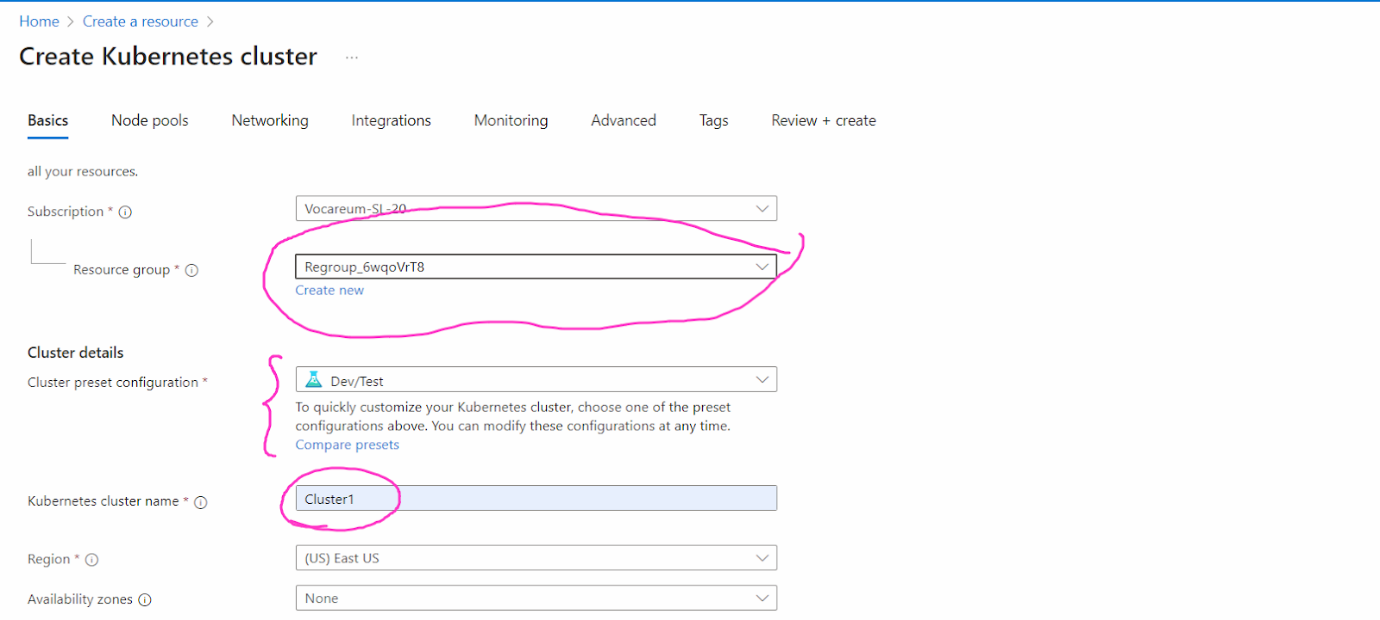 Home > Create a resource >
Create Kubernetes cluster ...
Basics Node pools Networking Integrations Monitoring Advanced Tags Review + create
all your resources.
Subscription * Vocareum-SL-20
Resource group * Regroup_6wqoVrT8
Create new
Cluster details
Cluster preset configuration * Dev/Test
To quickly customize your Kubernetes cluster, choose one of the preset
configurations above. You can modify these configurations at any time.
Compare presets
Kubernetes cluster name * Cluster1
Region * (US) East US
Availability zones None